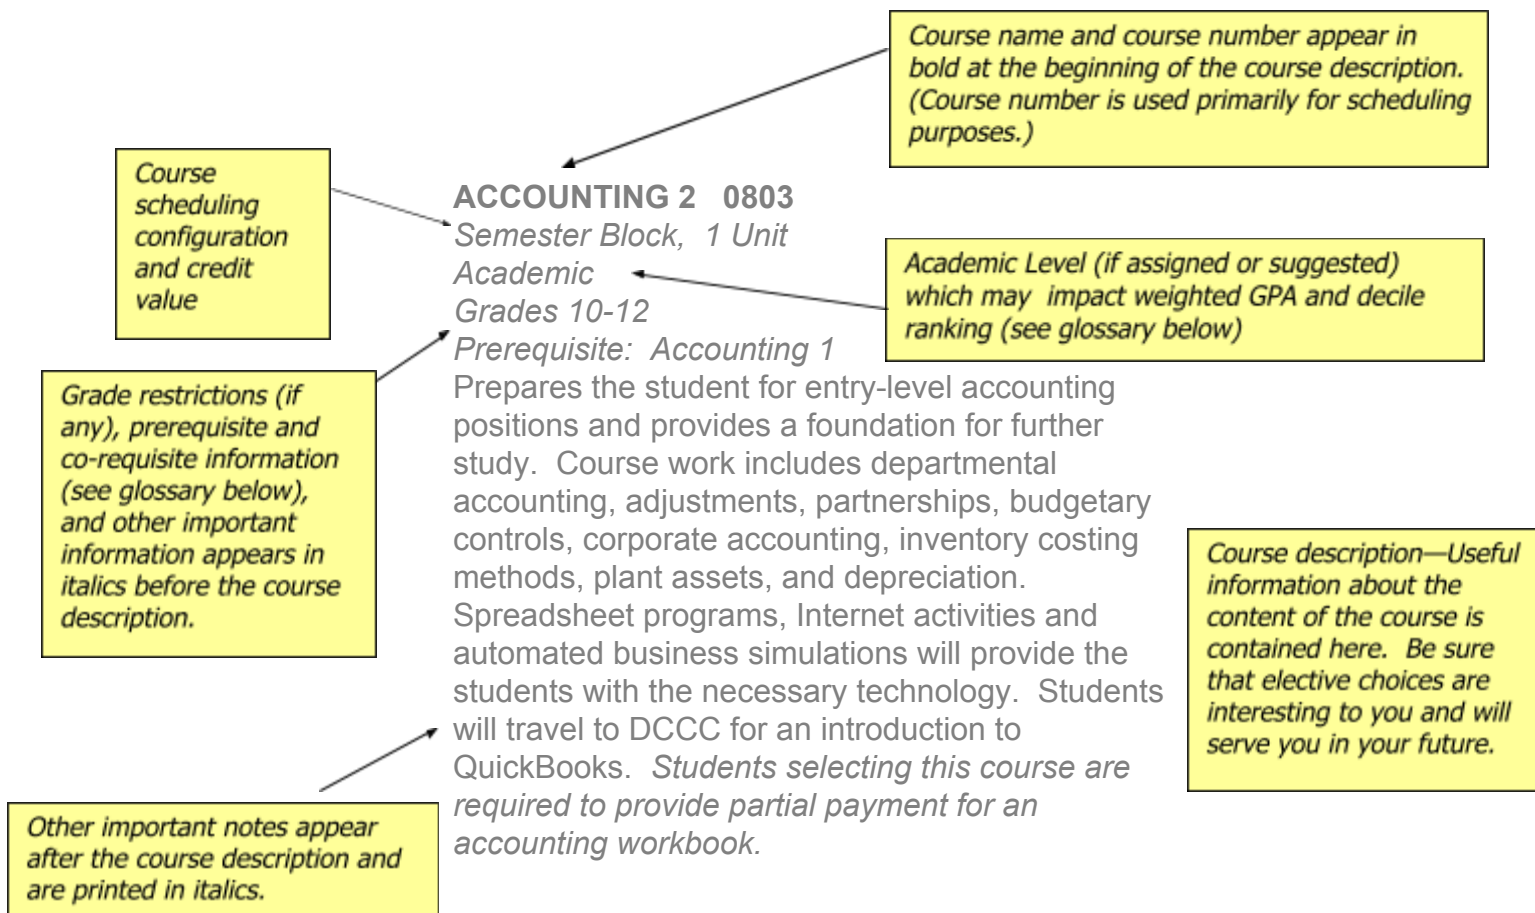 Course name and course number appear in
bold at the beginning of the course description.
(Course number is used primarily for scheduling
purposes.)
Course
scheduling
configuration
and credit
value
ACCOUNTING 2   0803
Semester Block,  1 Unit
Academic
Grades 10-12
Prerequisite:  Accounting 1
Prepares the student for entry-level accounting
positions and provides a foundation for further
study.  Course work includes departmental
accounting, adjustments, partnerships, budgetary
controls, corporate accounting, inventory costing
methods, plant assets, and depreciation.
Spreadsheet programs, Internet activities and
automated business simulations will provide the
students with the necessary technology.  Students
will travel to DCCC for an introduction to
QuickBooks.  Students selecting this course are
required to provide partial payment for an
accounting workbook.
Academic Level (if assigned or suggested)
which may  impact weighted GPA and decile
ranking (see glossary below)
Grade restrictions (if
any), prerequisite and
co-requisite information
(see glossary below),
and other important
information appears in
italics before the course
description.
Course description—Useful
information about the
content of the course is
contained here.  Be sure
that elective choices are
interesting to you and will
serve you in your future.
Other important notes appear
after the course description and
are printed in italics.